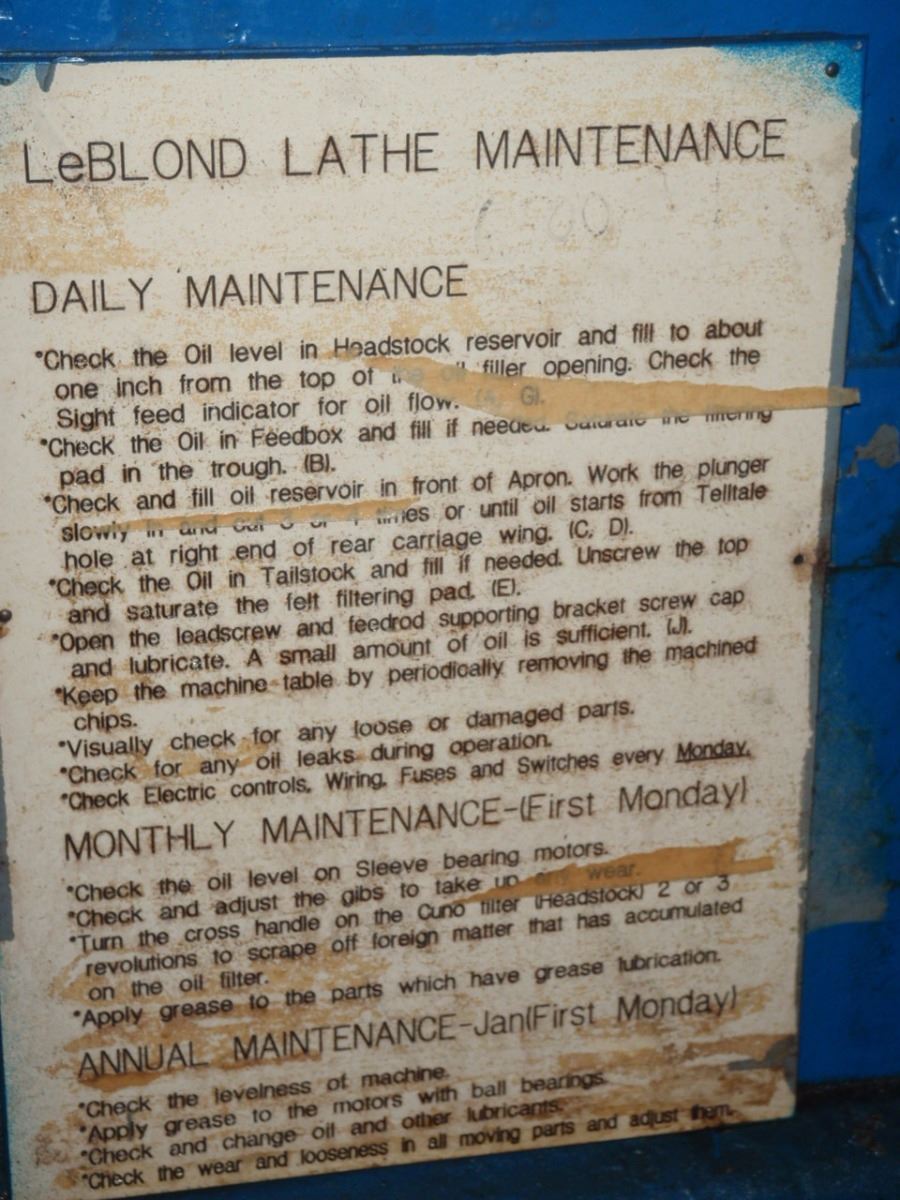 LeBLOND LATHE MAINTENANCE
DAILY MAINTENANCE
*Check the Oil level in Headstock reservoir and fill to about
one inch from the top of the oil filler opening. Check the
Sight feed indicator for oil flow. (A, G).
*Check the Oil in Feedbox and fill if needed. Saturate the filtering
pad in the trough. (B).
*Check and fill oil reservoir in front of Apron. Work the plunger
slowly in and out 3 or 4 times or until oil starts from Telltale
hole at right end of rear carriage wing. (C, D).
*Check the Oil in Tailstock and fill if needed. Unscrew the top
and saturate the felt filtering pad. (E).
*Open the leadscrew and feedrod supporting bracket screw cap
and lubricate. A small amount of oil is sufficient. (J).
*Keep the machine table by periodically removing the machined
chips.
*Visually check for any loose or damaged parts.
*Check for any oil leaks during operation.
*Check Electric controls, Wiring, Fuses and Switches every Monday.
MONTHLY MAINTENANCE-(First Monday)
*Check the oil level on Sleeve bearing motors.
*Check and adjust the gibs to take up any wear.
*Turn the cross handle on the Cuno filter (Headstock) 2 or 3
revolutions to scrape off foreign matter that has accumulated
on the oil filter.
*Apply grease to the parts which have grease lubrication.
ANNUAL MAINTENANCE-Jan(First Monday)
*Check the levelness of machine.
*Apply grease to the motors with ball bearings.
*Check and change oil and other lubricants.
*Check the wear and looseness in all moving parts and adjust them.